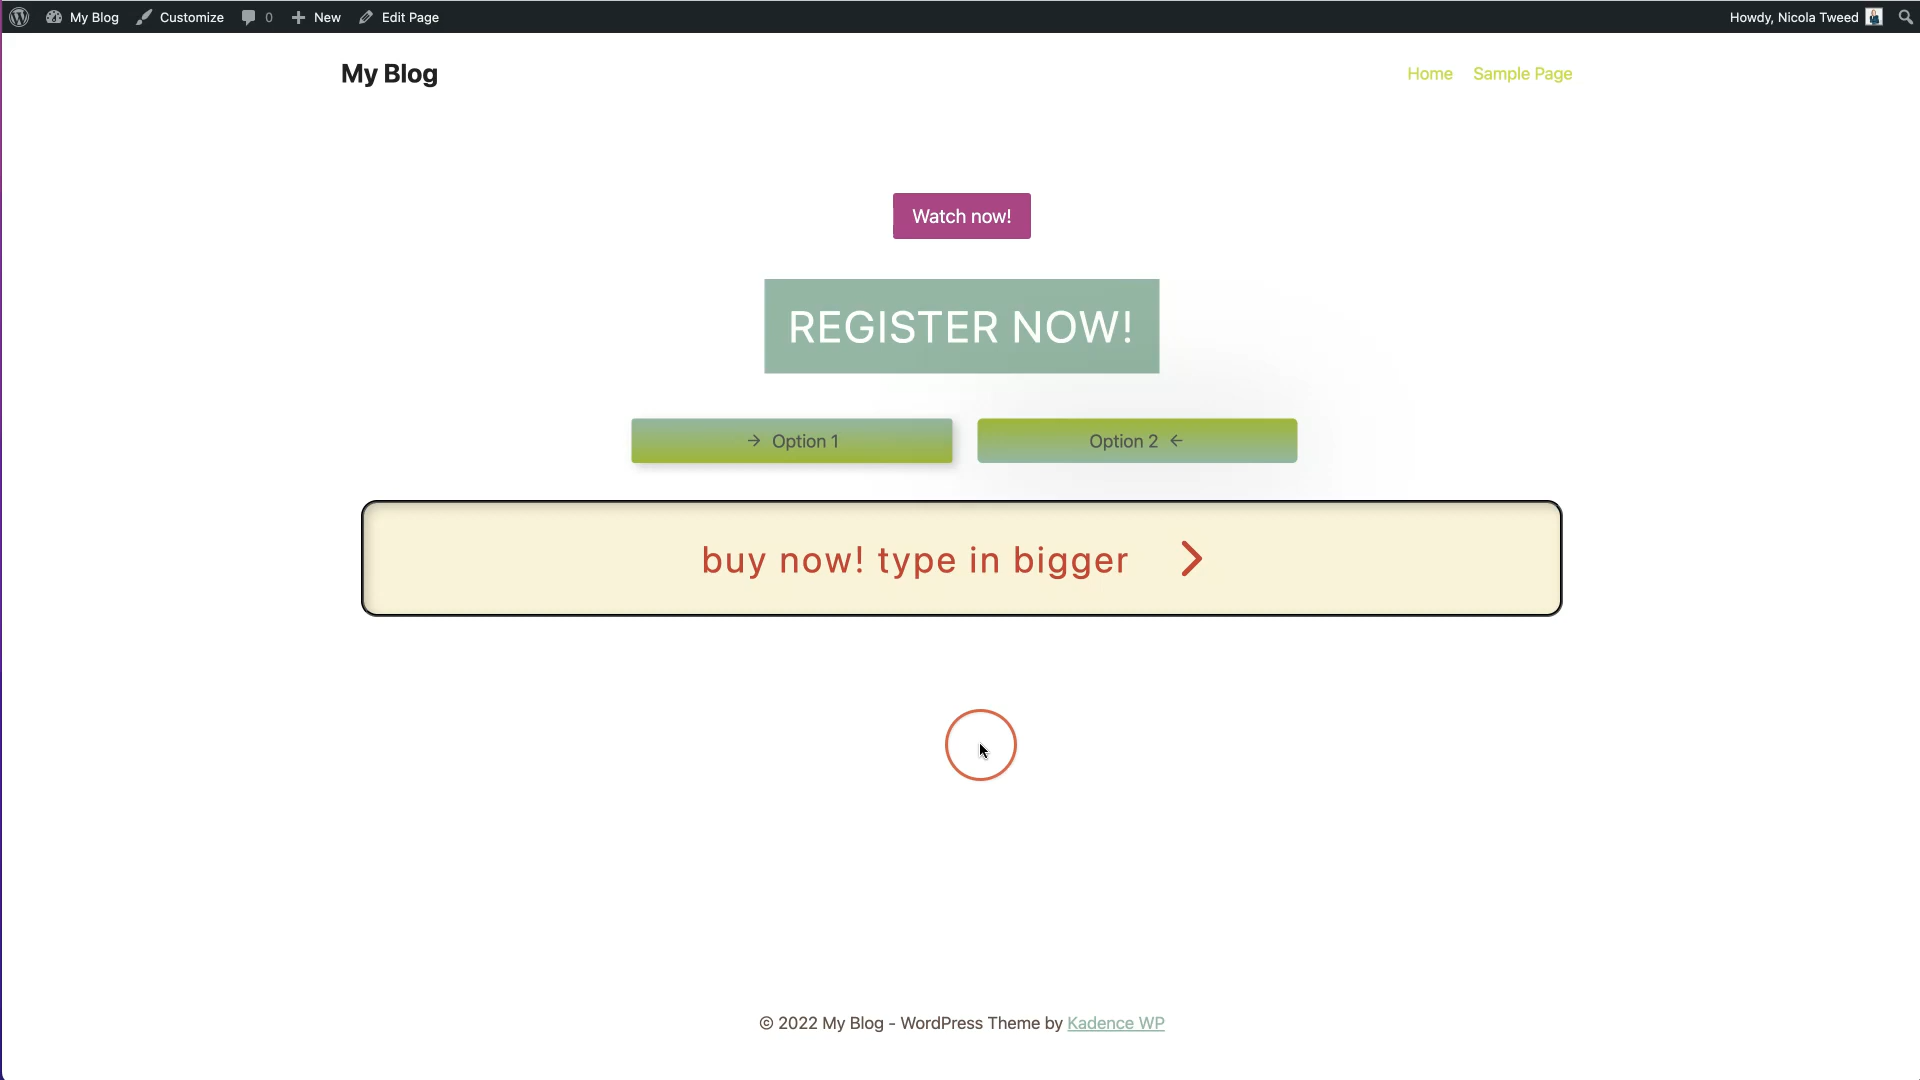 My Blog Customize 0 New Edit Page Howdy, Nicola Tweed
My Blog Home Sample Page
Watch now!
REGISTER NOW!
Option 1 Option 2
buy now! type in bigger
© 2022 My Blog - WordPress Theme by Kadence WP